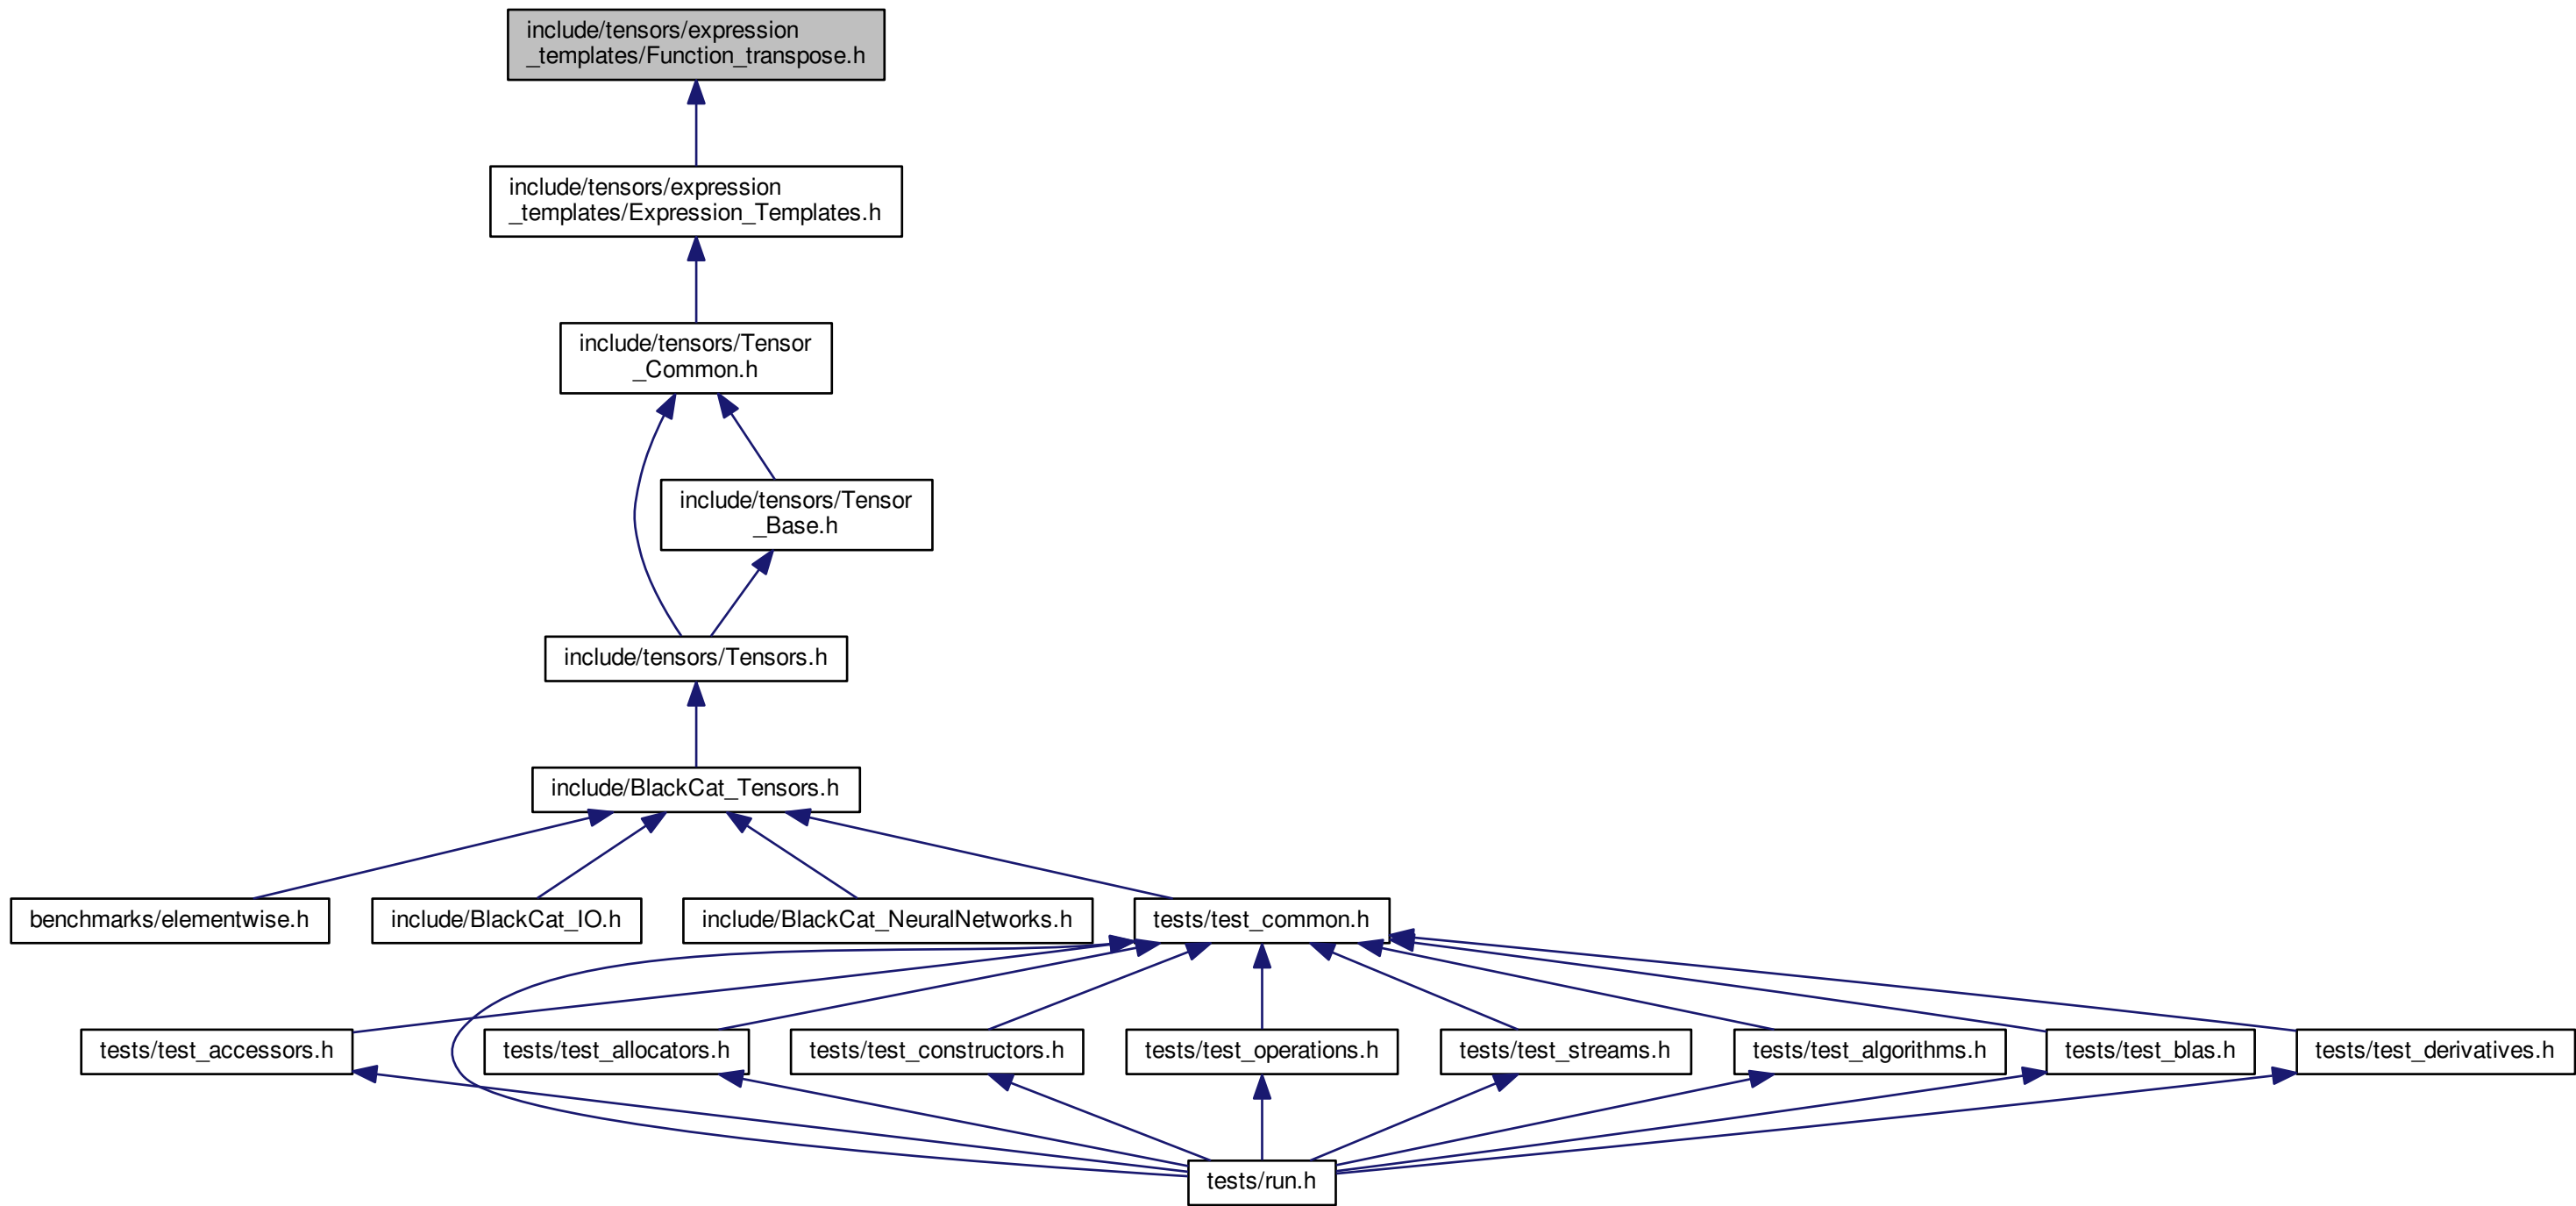 include/tensors/expression
_templates/Function_transpose.h
include/tensors/expression
_templates/Expression_Templates.h
include/tensors/Tensor
_Common.h
include/tensors/Tensor
_Base.h
include/tensors/Tensors.h
include/BlackCat_Tensors.h
benchmarks/elementwise.h
include/BlackCat_IO.h
include/BlackCat_NeuralNetworks.h
tests/test_common.h
tests/test_accessors.h
tests/test_allocators.h
tests/test_constructors.h
tests/test_operations.h
tests/test_streams.h
tests/test_algorithms.h
tests/test_blas.h
tests/test_derivatives.h
tests/run.h